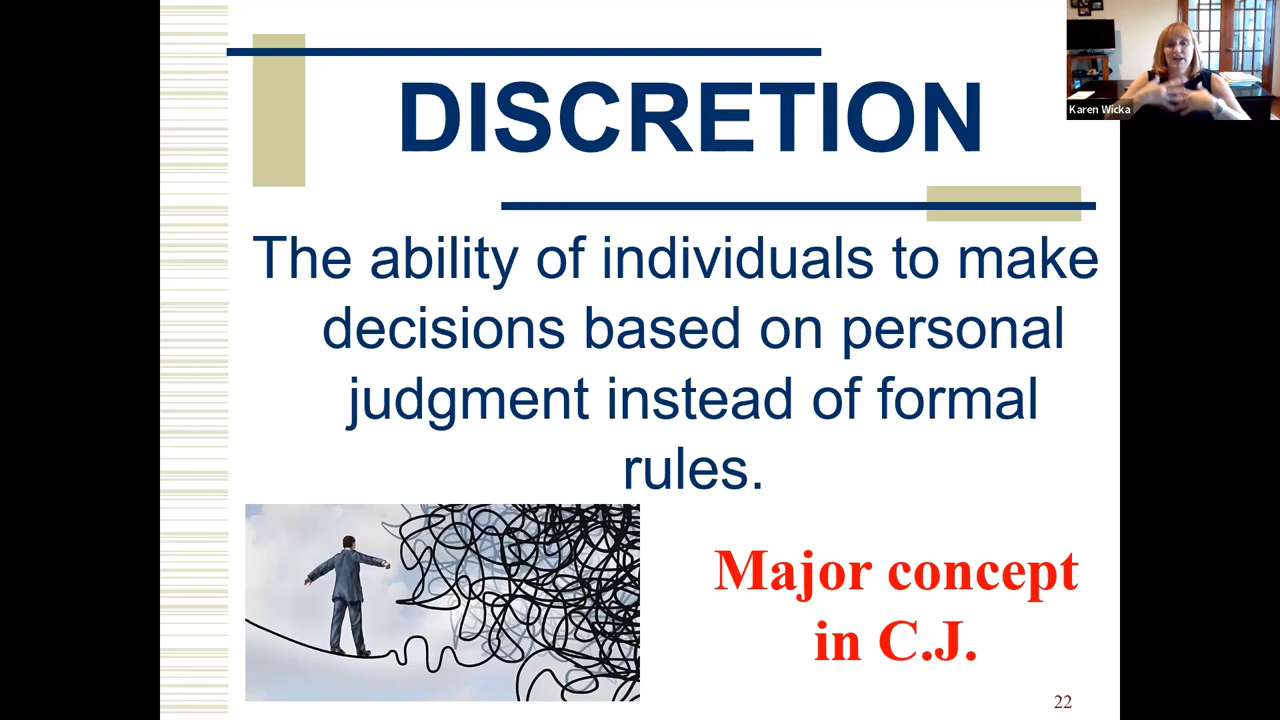 Karen Wicka
DISCRETION
The ability of individuals to make
decisions based on personal
judgment instead of formal
rules.
Major concept
in C.J.
22